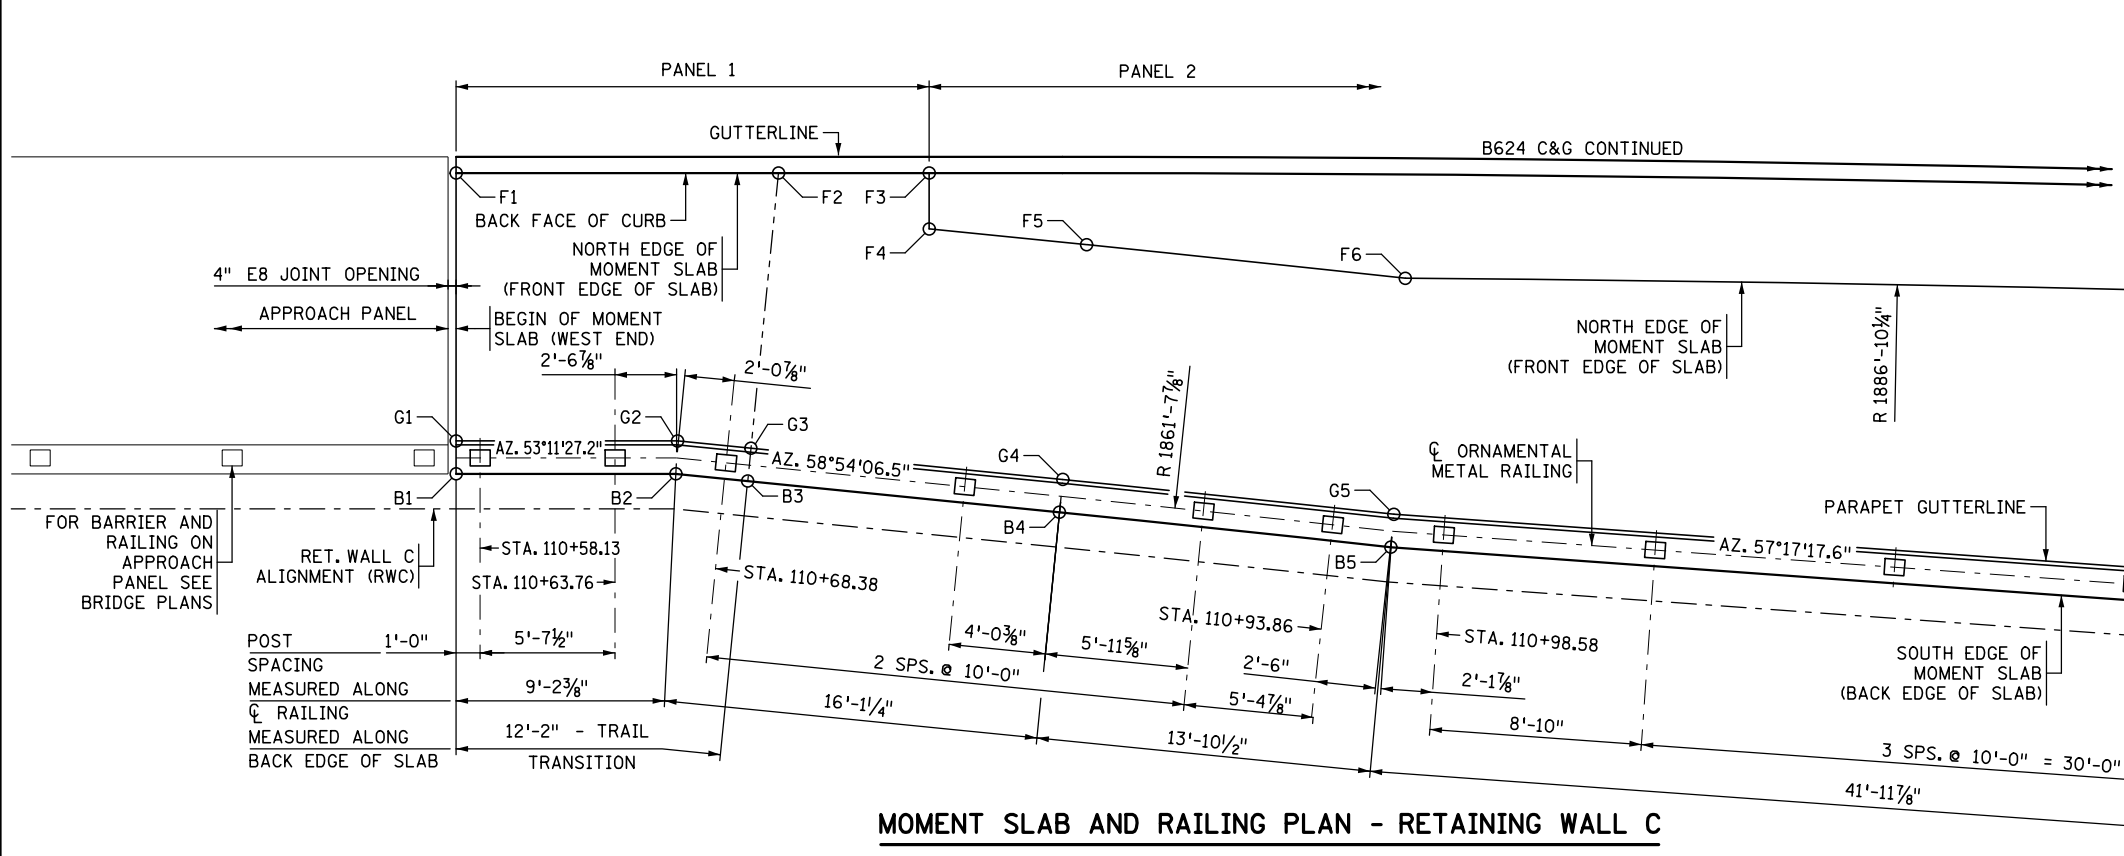 PANEL 1
PANEL 2
GUTTERLINE
B624 C&G CONTINUED
F1
F2
F3
BACK FACE OF CURB
F5
F4
F6
NORTH EDGE OF
MOMENT SLAB
(FRONT EDGE OF SLAB)
4" E8 JOINT OPENING
APPROACH PANEL
BEGIN OF MOMENT
SLAB (WEST END)
2'-6⅞"
2'-0⅞"
R 1861'-7⅞"
R 1886'-10¼"
NORTH EDGE OF
MOMENT SLAB
(FRONT EDGE OF SLAB)
G1
G2
G3
G4
G5
AZ. 53°11'27.2"
AZ. 58°54'06.5"
AZ. 57°17'17.6"
℄ ORNAMENTAL
METAL RAILING
PARAPET GUTTERLINE
B1
B2
B3
B4
B5
FOR BARRIER AND
RAILING ON
APPROACH
PANEL SEE
BRIDGE PLANS
RET. WALL C
ALIGNMENT (RWC)
STA. 110+58.13
STA. 110+63.76
STA. 110+68.38
STA. 110+93.86
STA. 110+98.58
POST
SPACING
MEASURED ALONG
℄ RAILING
MEASURED ALONG
BACK EDGE OF SLAB
1'-0"
5'-7½"
4'-0⅜"
5'-11⅝"
2 SPS. @ 10'-0"
2'-6"
5'-4⅞"
2'-1⅞"
8'-10"
3 SPS. @ 10'-0" = 30'-0"
9'-2⅜"
16'-1¼"
13'-10½"
41'-11⅞"
12'-2" - TRAIL
TRANSITION
SOUTH EDGE OF
MOMENT SLAB
(BACK EDGE OF SLAB)
MOMENT SLAB AND RAILING PLAN - RETAINING WALL C